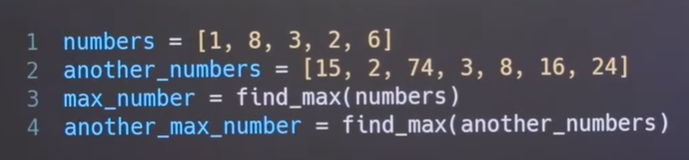 1 numbers = [1, 8, 3, 2, 6]
2 another_numbers = [15, 2, 74, 3, 8, 16, 24]
3 max_number = find_max(numbers)
4 another_max_number = find_max(another_numbers)